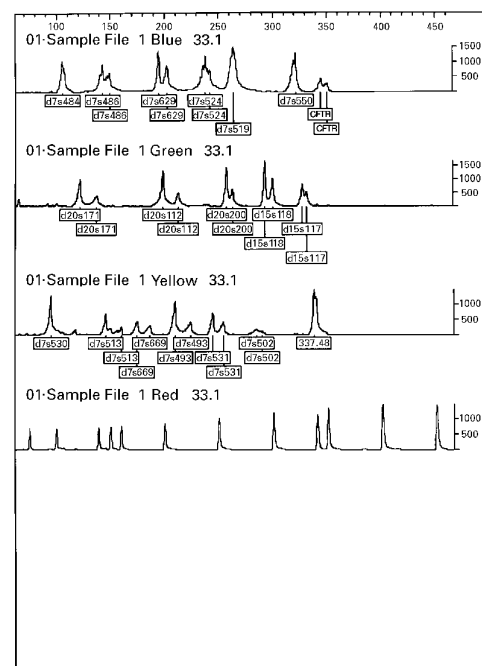 100 150 200 250 300 350 400 450
01·Sample File 1 Blue 33.1
1500
1000
500
d7s484 d7s486 d7s629 d7s524 d7s550 CFTR
d7s486 d7s629 d7s524 CFTR
d7s519
01·Sample File 1 Green 33.1
1500
1000
500
d20s171 d20s112 d20s200 d15s118 d15s117
d20s171 d20s112 d20s200 d15s118 d15s117
01·Sample File 1 Yellow 33.1
1000
500
d7s530 d7s513 d7s669 d7s493 d7s502 337.48
d7s513 d7s493 d7s531 d7s502
d7s669 d7s531
01·Sample File 1 Red 33.1
1000
500